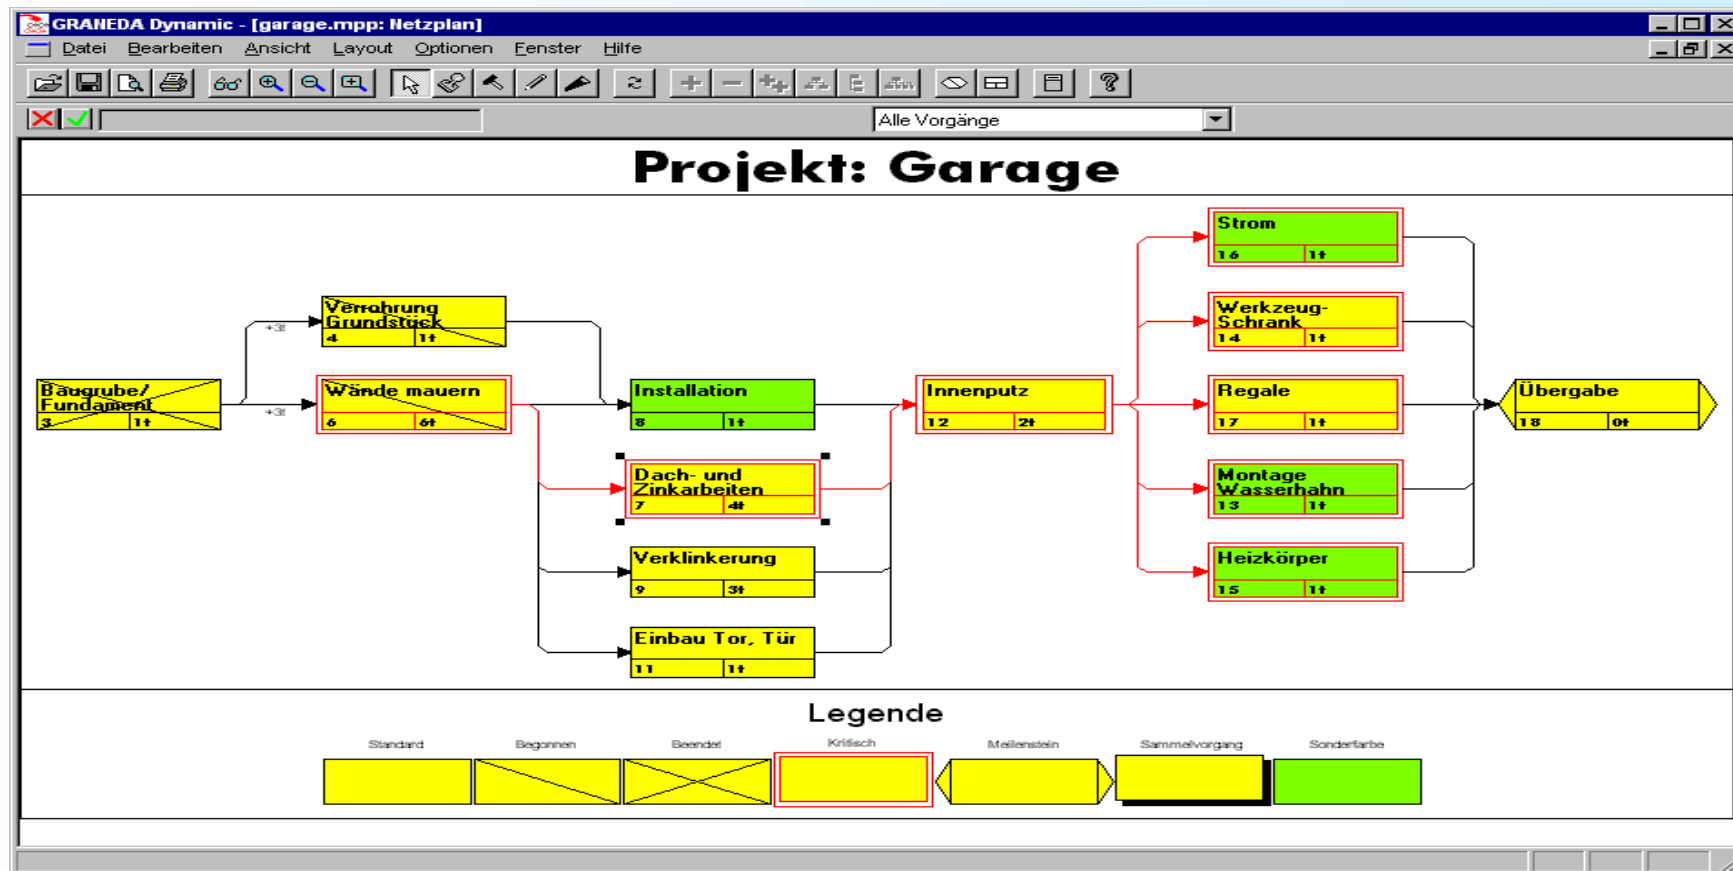 GRANEDA Dynamic - [garage.mpp: Netzplan]
Datei Bearbeiten Ansicht Layout Optionen Fenster Hilfe
Alle Vorgänge
Projekt: Garage
Strom
16 1t
Verrohrung
Grundstück
4 1t
+3t
Werkzeug-
Schrank
14 1t
Baugrube/
Fundament
3 1t
+3t
Wände mauern
6 6t
Installation
8 1t
Innenputz
12 2t
Regale
17 1t
Übergabe
18 0t
Dach- und
Zinkarbeiten
7 4t
Montage
Wasserhahn
13 1t
Verklinkerung
9 3t
Heizkörper
15 1t
Einbau Tor, Tür
11 1t
Legende
Standard Begonnen Beendet Kritisch Meilenstein Sammelvorgang Sonderfarbe